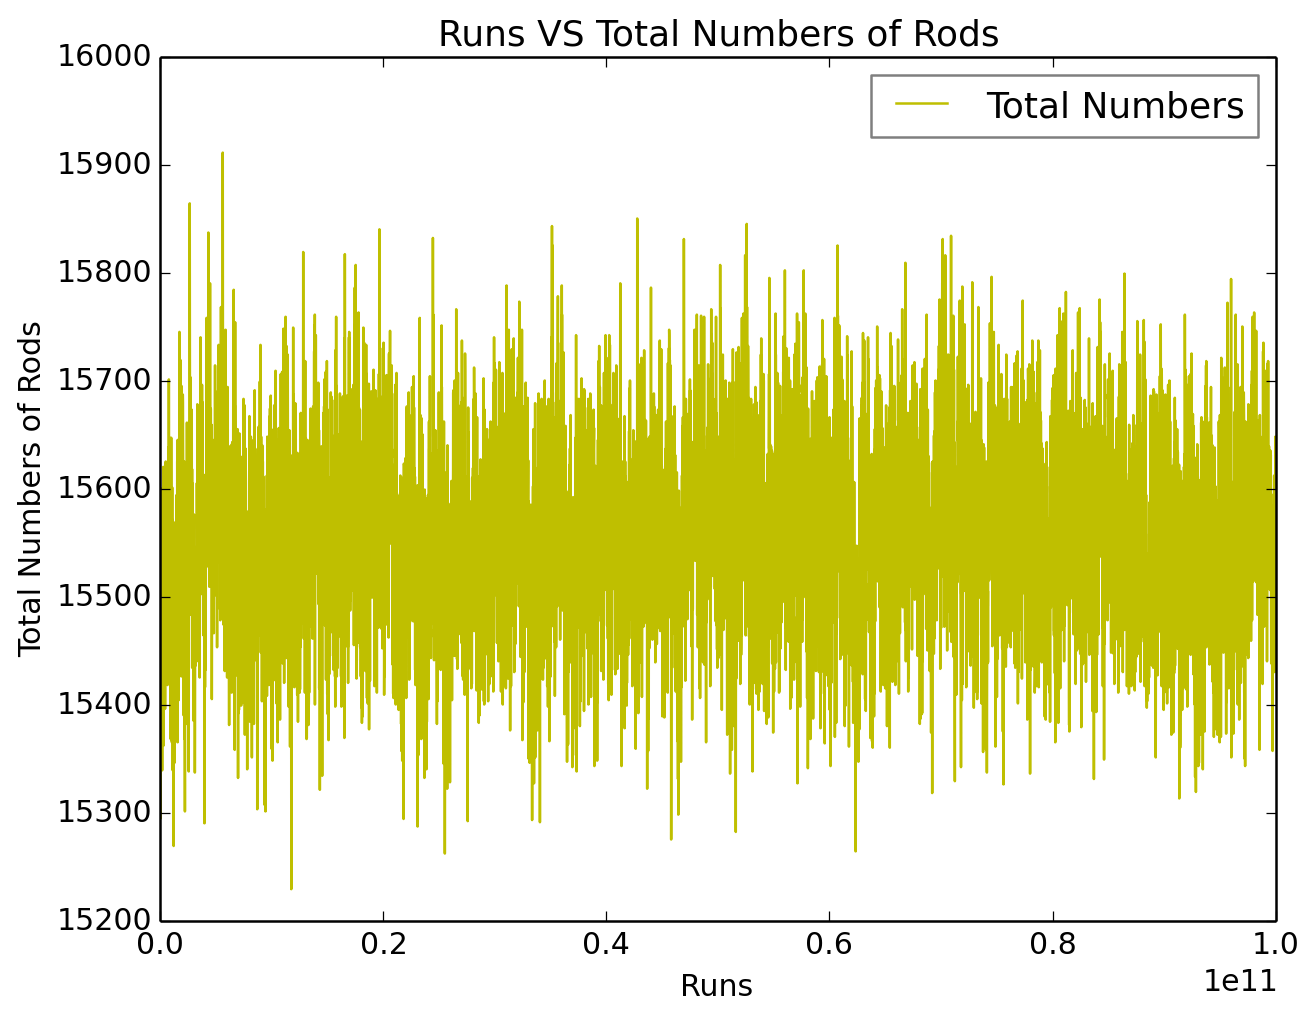 Runs VS Total Numbers of Rods
Total Numbers
Total Numbers of Rods
16000
15900
15800
15700
15600
15500
15400
15300
15200
0.0 0.2 0.4 0.6 0.8 1.0
1e11
Runs